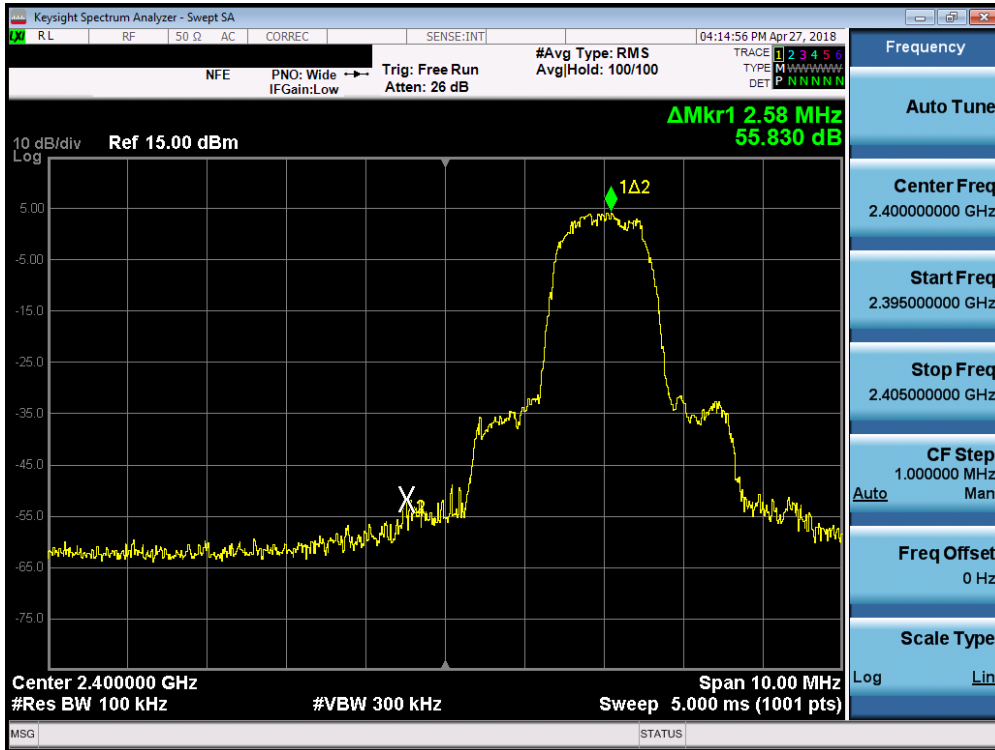 Keysight Spectrum Analyzer - Swept SA
LXI RL RF 50 Ω AC CORREC SENSE:INT 04:14:56 PM Apr 27, 2018
NFE PNO: Wide Trig: Free Run #Avg Type: RMS TRACE 1 2 3 4 5 6
IFGain:Low Atten: 26 dB Avg|Hold: 100/100 TYPE M WWWWW
DET P N N N N N
ΔMkr1 2.58 MHz
55.830 dB
10 dB/div Ref 15.00 dBm
Log
1Δ2
5.00
-5.00
-15.0
-25.0
-35.0
-45.0
X2
-55.0
-65.0
-75.0
Center 2.400000 GHz Span 10.00 MHz
#Res BW 100 kHz #VBW 300 kHz Sweep 5.000 ms (1001 pts)
MSG STATUS
Frequency
Auto Tune
Center Freq
2.400000000 GHz
Start Freq
2.395000000 GHz
Stop Freq
2.405000000 GHz
CF Step
1.000000 MHz
Auto Man
Freq Offset
0 Hz
Scale Type
Log Lin